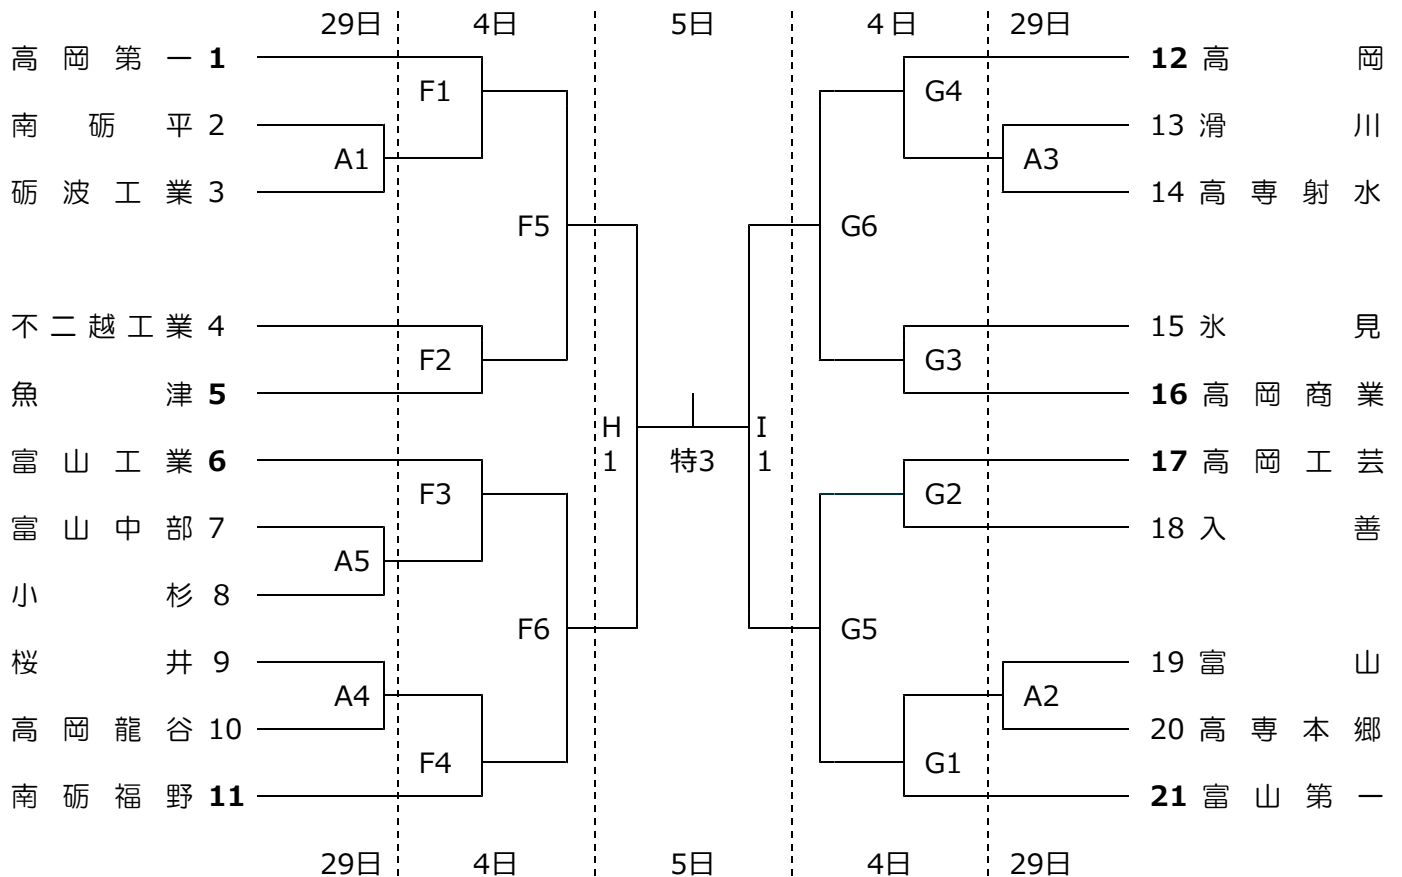 29日 4日 5日 4日 29日
高岡第一 1 12 高岡
F1 G4
南砺平 2 13 滑川
A1 A3
砺波工業 3 14 高専射水
F5 G6
不二越工業 4 15 氷見
F2 G3
魚津 5 16 高岡商業
H I
富山工業 6 1 特3 1 17 高岡工芸
F3 G2
富山中部 7 18 入善
A5
小杉 8
F6 G5
桜井 9 19 富山
A4 A2
高岡龍谷 10 20 高専本郷
F4 G1
南砺福野 11 21 富山第一
29日 4日 5日 4日 29日